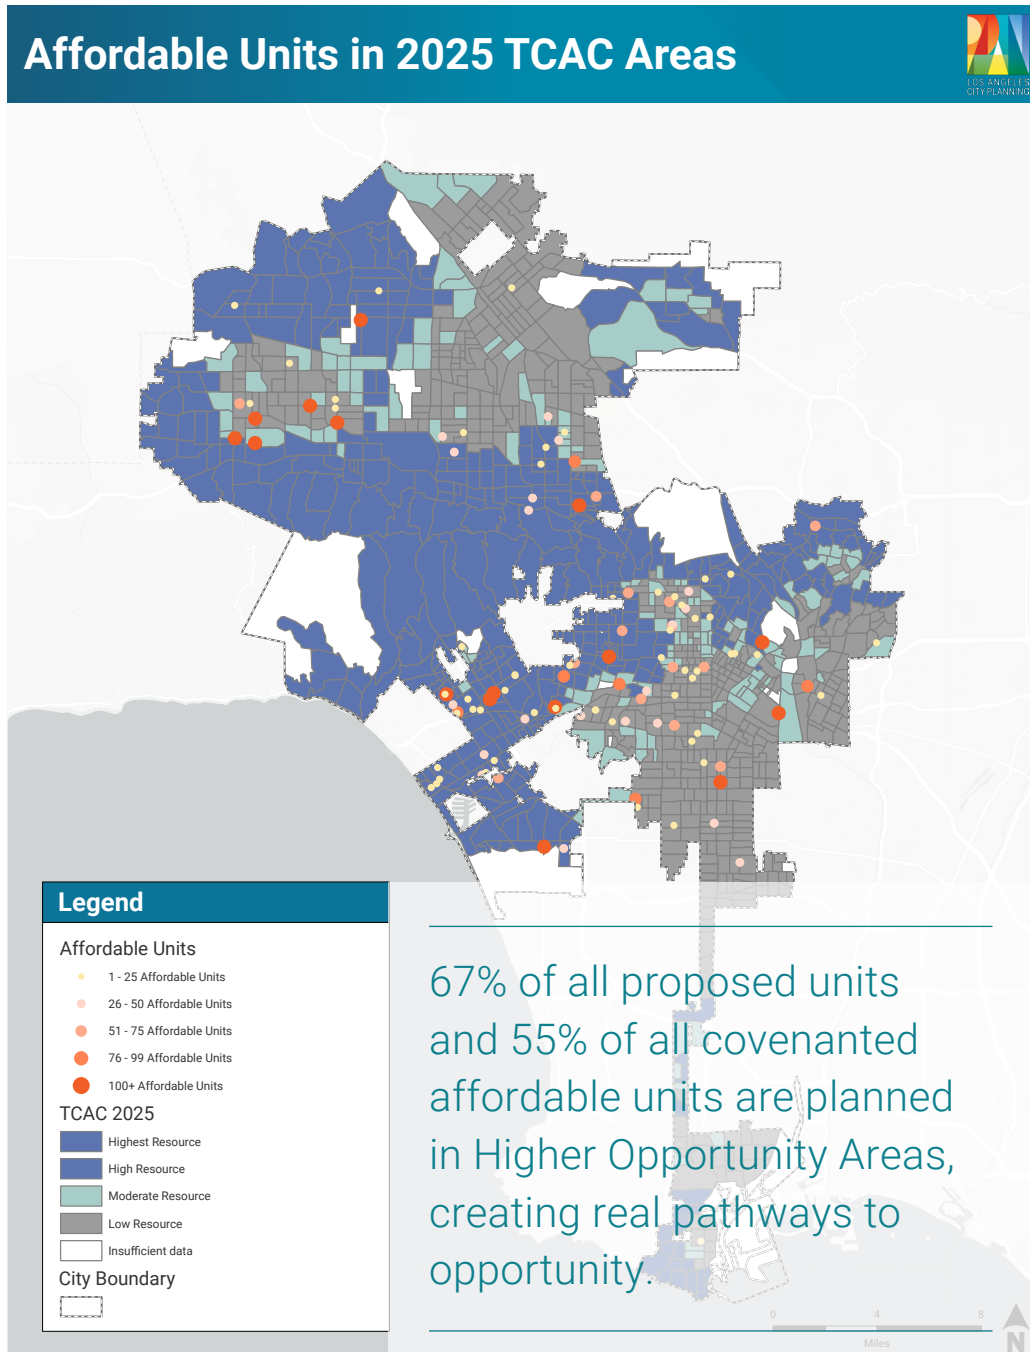 Affordable Units in 2025 TCAC Areas
LOS ANGELES
CITY PLANNING
Legend
Affordable Units
1 - 25 Affordable Units
26 - 50 Affordable Units
51 - 75 Affordable Units
76 - 99 Affordable Units
100+ Affordable Units
TCAC 2025
Highest Resource
High Resource
Moderate Resource
Low Resource
Insufficient data
City Boundary
67% of all proposed units
and 55% of all covenanted
affordable units are planned
in Higher Opportunity Areas,
creating real pathways to
opportunity.
0 4 8
Miles
N